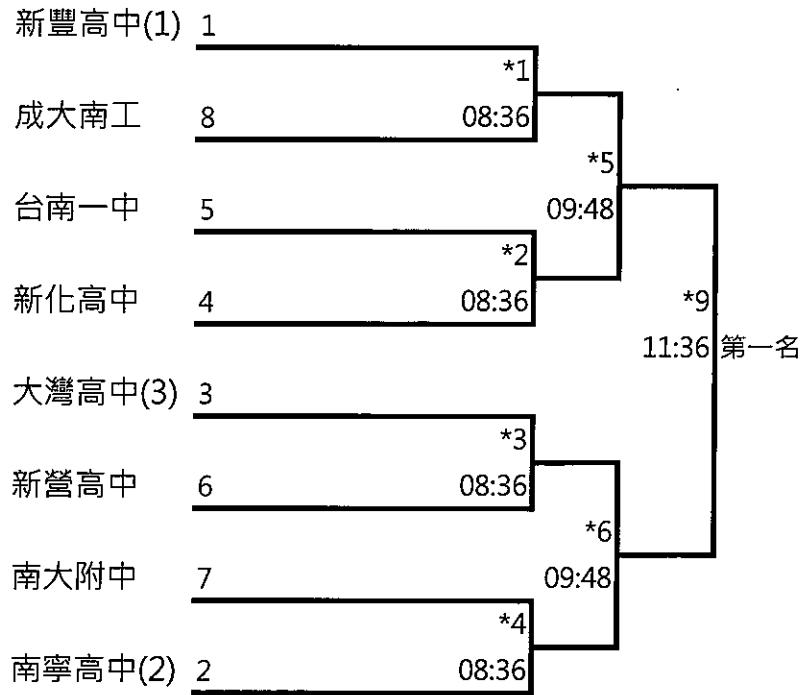 新豐高中(1) 1
*1
成大南工 8 08:36
*5
台南一中 5 09:48
*2
新化高中 4 08:36 *9
11:36 第一名
大灣高中(3) 3
*3
新營高中 6 08:36
*6
南大附中 7 09:48
*4
南寧高中(2) 2 08:36